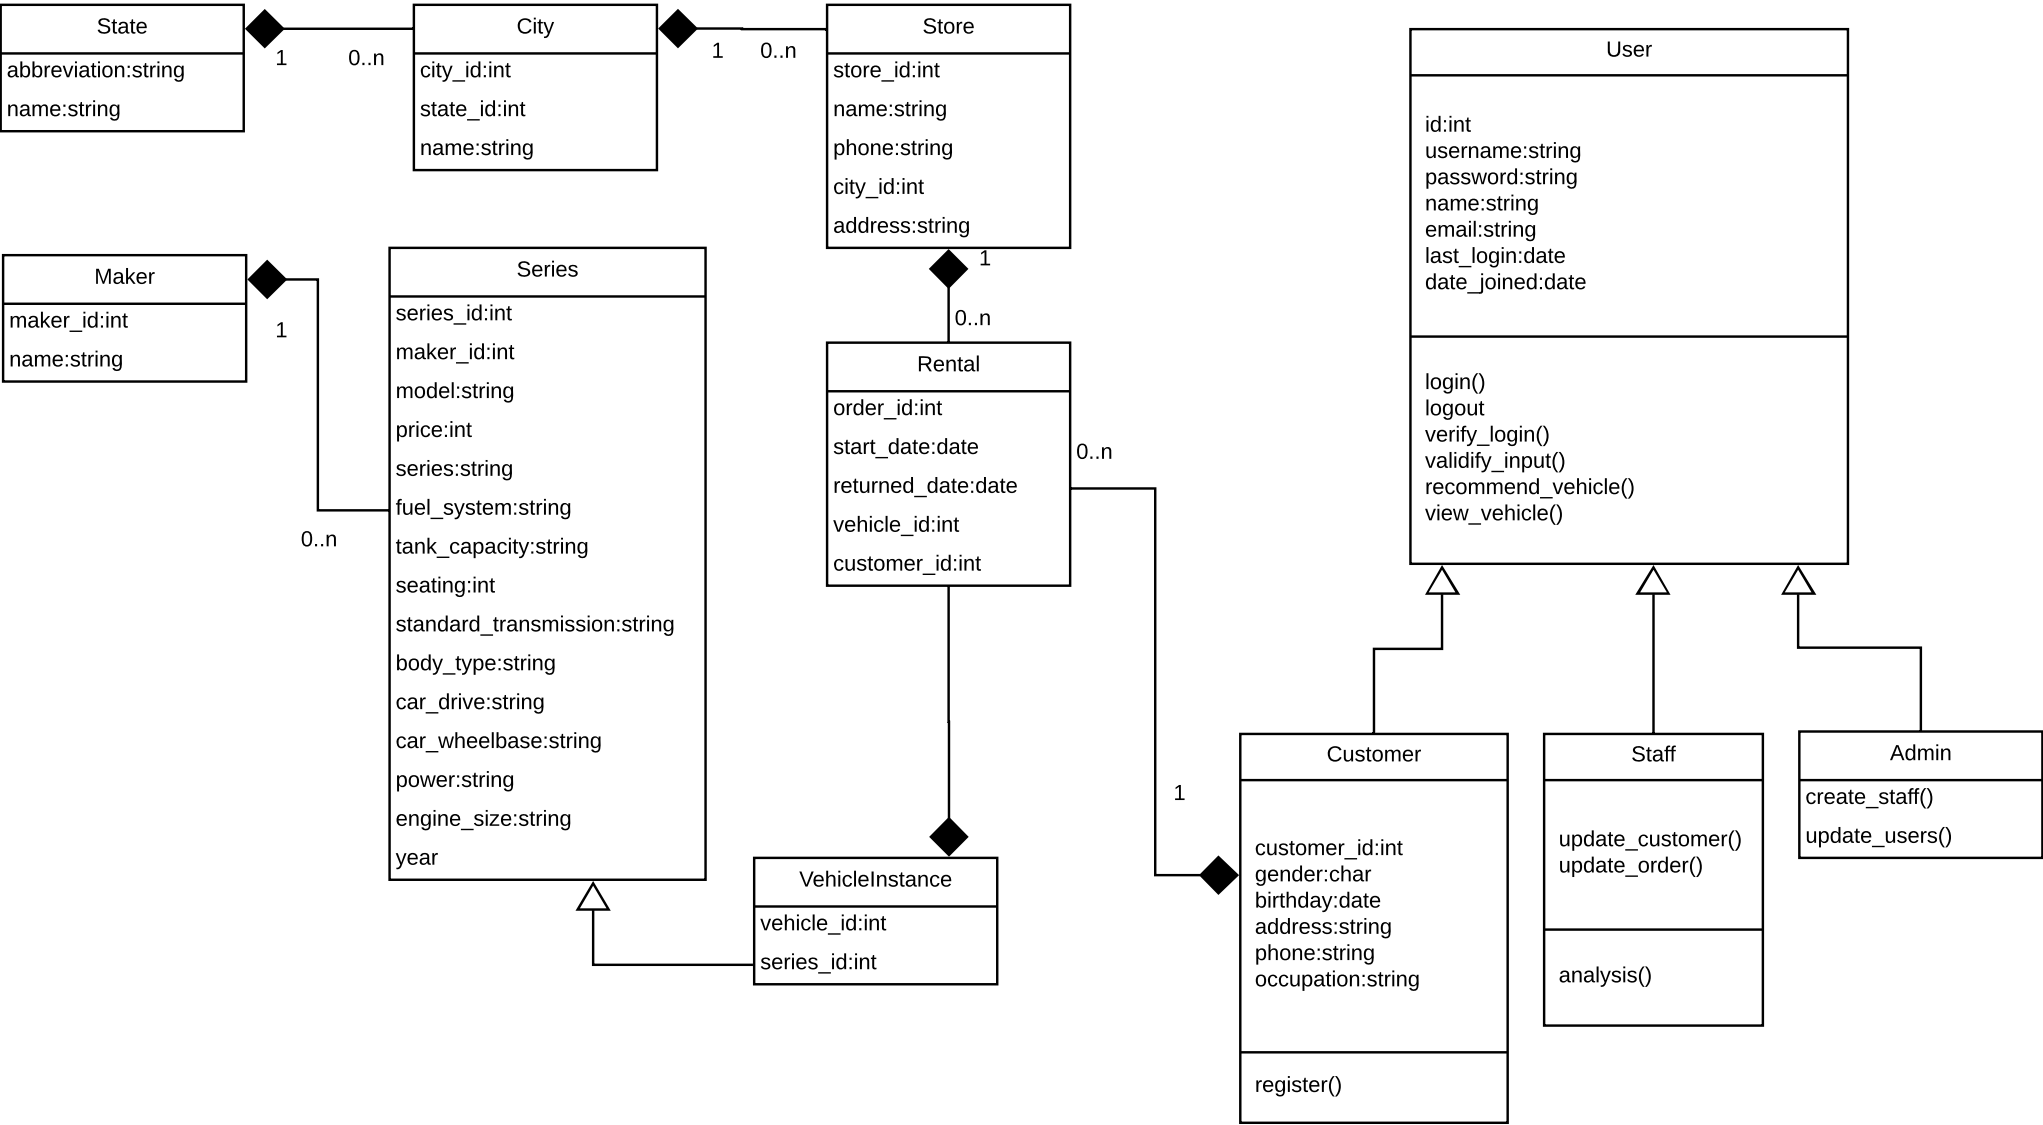 State
abbreviation:string
name:string
1
0..n
City
city_id:int
state_id:int
name:string
1
0..n
Store
store_id:int
name:string
phone:string
city_id:int
address:string
1
0..n
Maker
maker_id:int
name:string
1
0..n
Series
series_id:int
maker_id:int
model:string
price:int
series:string
fuel_system:string
tank_capacity:string
seating:int
standard_transmission:string
body_type:string
car_drive:string
car_wheelbase:string
power:string
engine_size:string
year
Rental
order_id:int
start_date:date
returned_date:date
vehicle_id:int
customer_id:int
0..n
1
VehicleInstance
vehicle_id:int
series_id:int
User
id:int
username:string
password:string
name:string
email:string
last_login:date
date_joined:date
login()
logout
verify_login()
validify_input()
recommend_vehicle()
view_vehicle()
Customer
customer_id:int
gender:char
birthday:date
address:string
phone:string
occupation:string
register()
Staff
update_customer()
update_order()
analysis()
Admin
create_staff()
update_users()